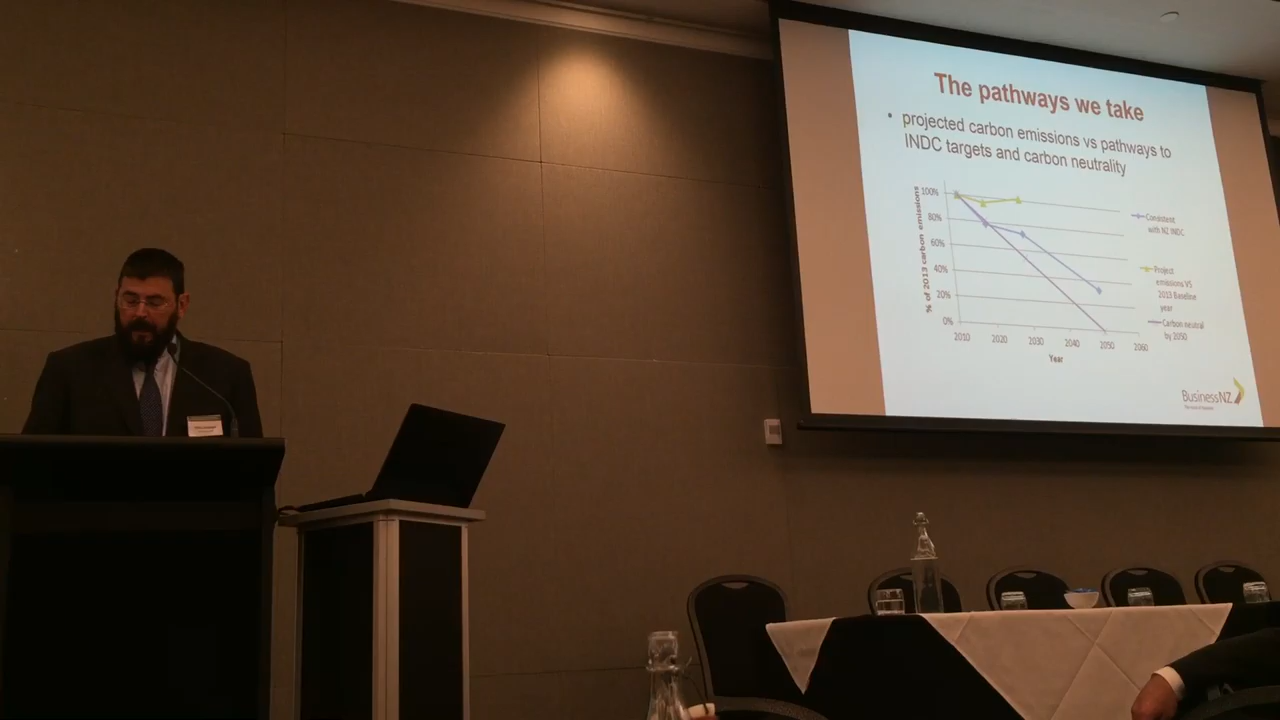 The pathways we take
• projected carbon emissions vs pathways to
INDC targets and carbon neutrality
% of 2013 carbon emissions
100%
80%
60%
40%
20%
0%
2010 2020 2030 2040 2050 2060
Year
Consistent
with NZ INDC
Project
emissions VS
2013 Baseline
year
Carbon neutral
by 2050
BusinessNZ